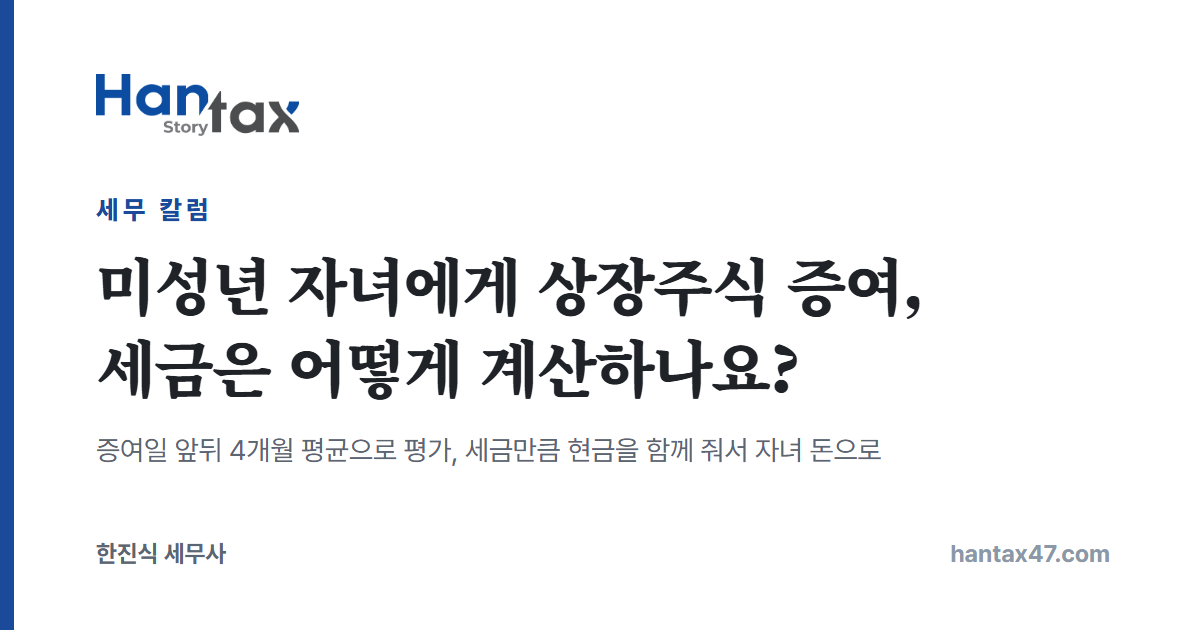 Hantax
Story
세무 칼럼
미성년 자녀에게 상장주식 증여,
세금은 어떻게 계산하나요?
증여일 앞뒤 4개월 평균으로 평가, 세금만큼 현금을 함께 줘서 자녀 돈으로
한진식 세무사
hantax47.com